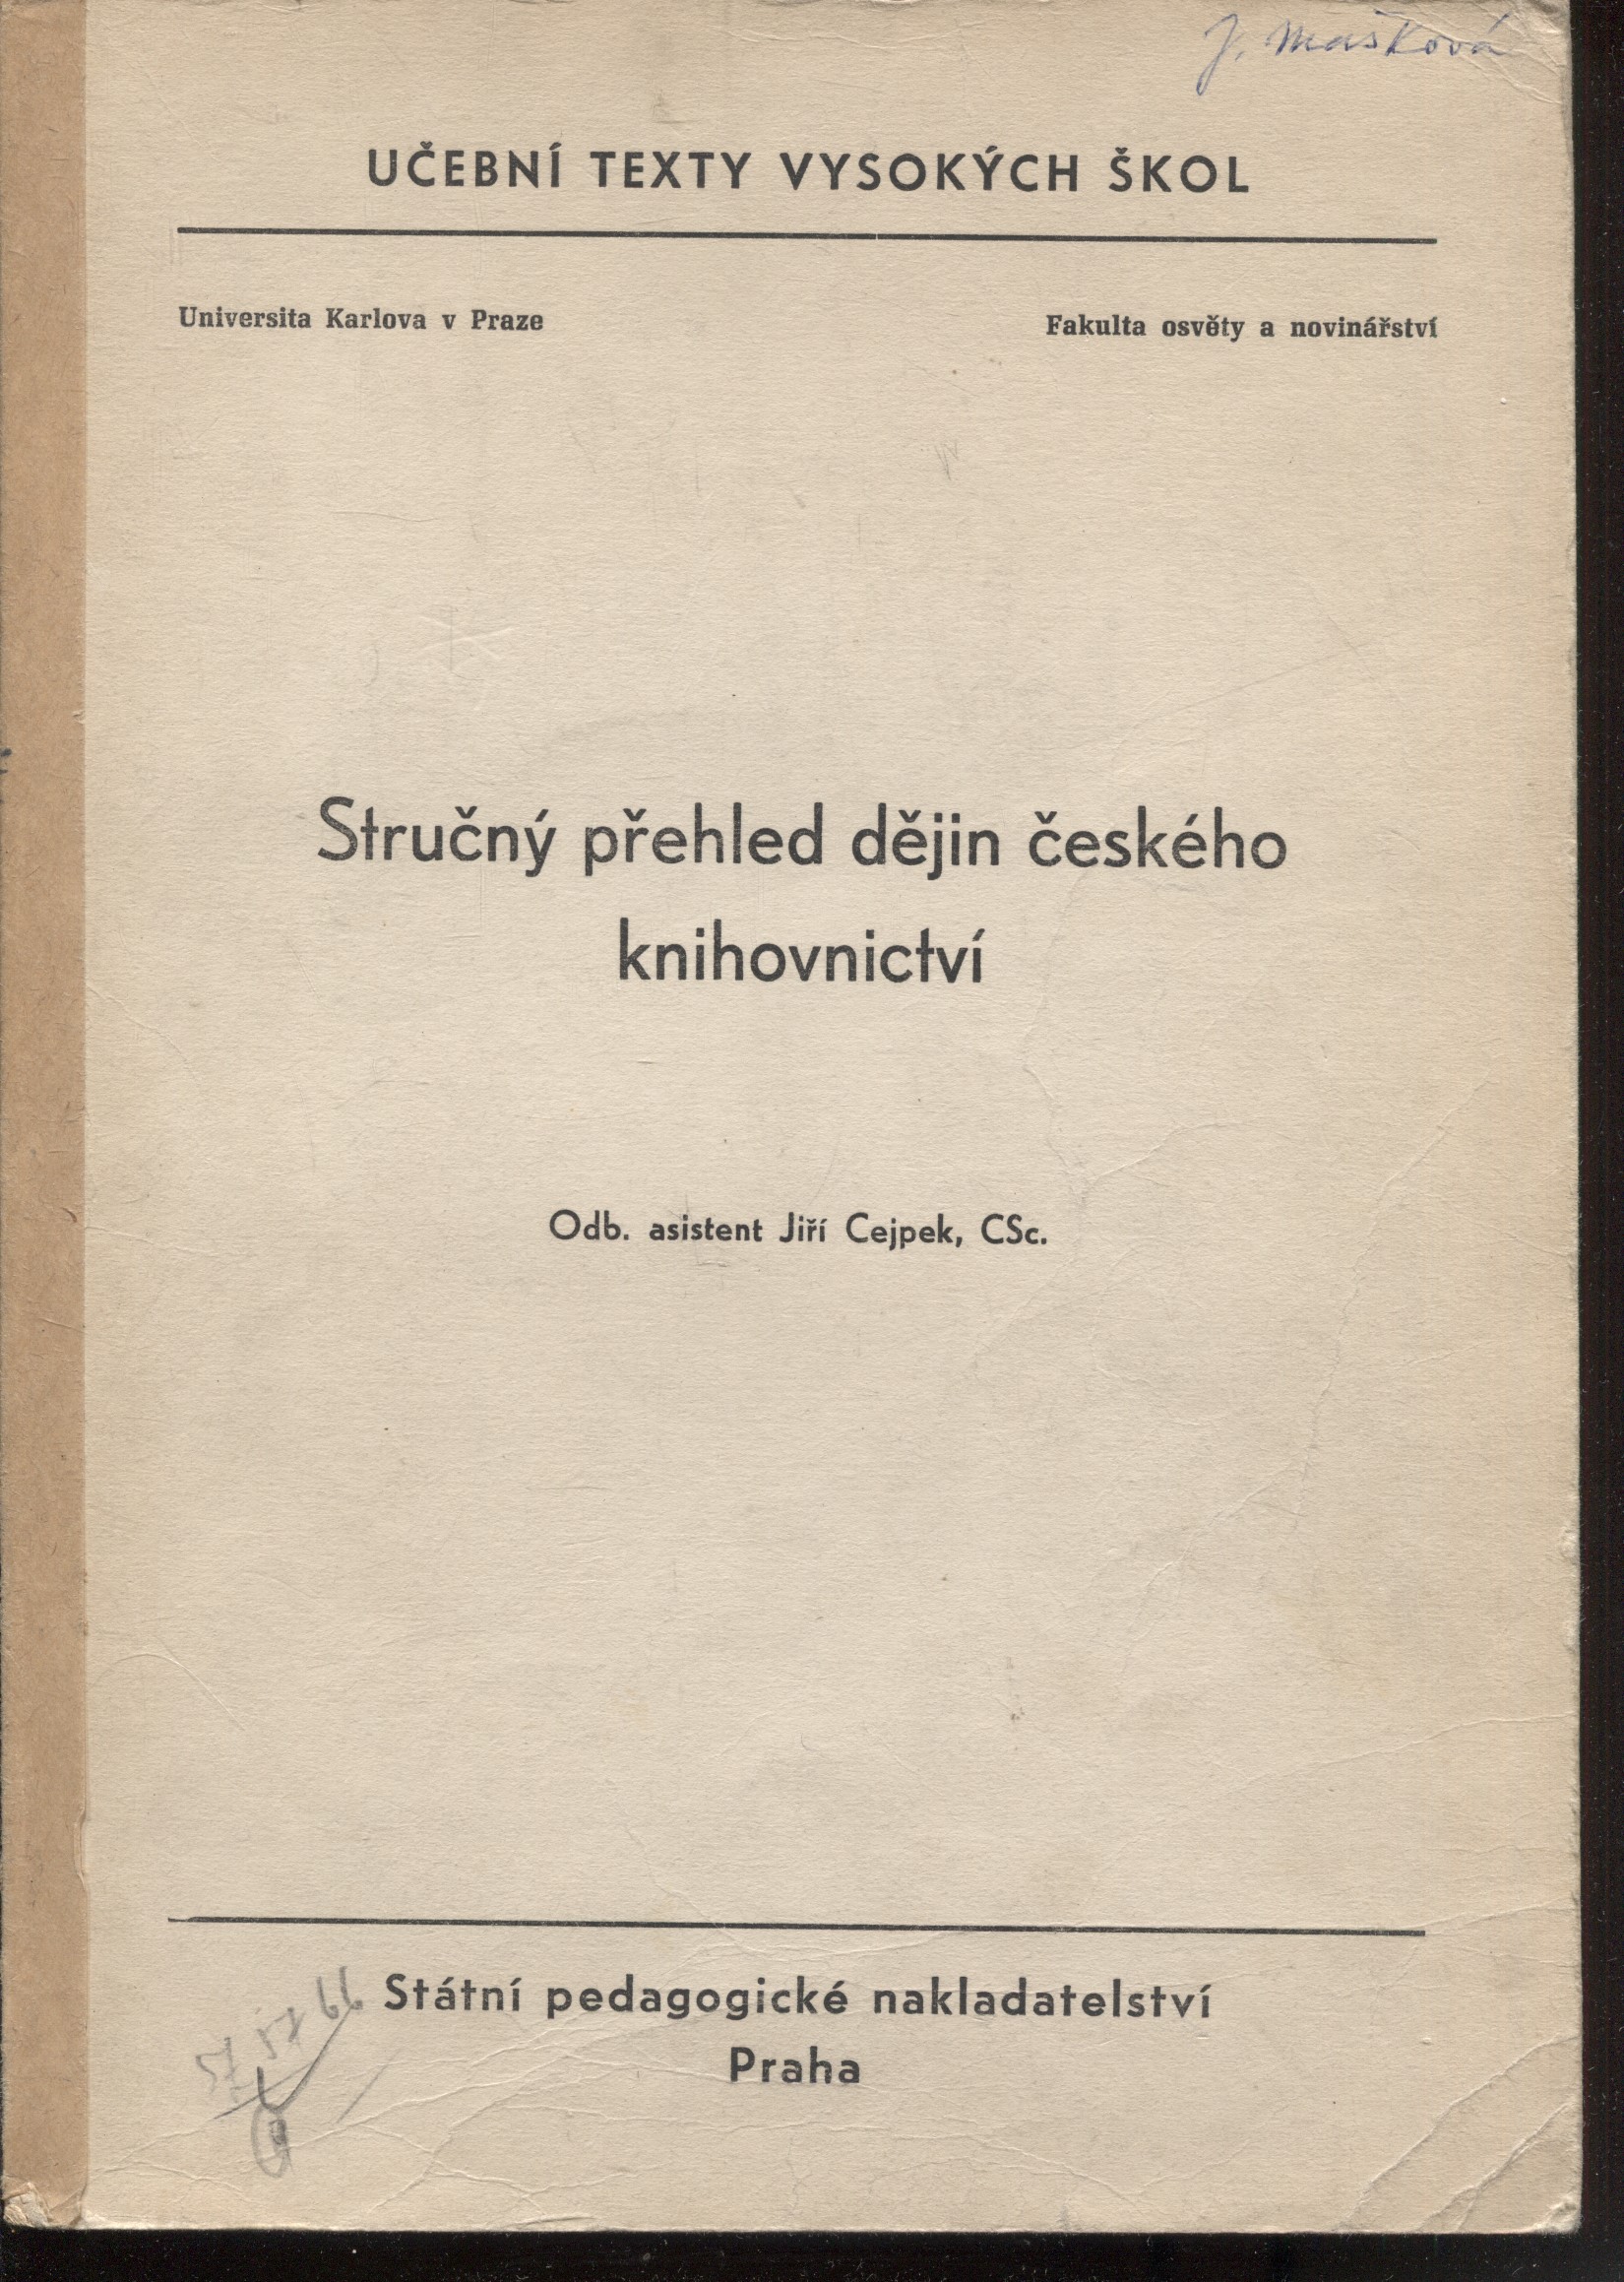 J. Mašková
UČEBNÍ TEXTY VYSOKÝCH ŠKOL
Universita Karlova v Praze
Fakulta osvěty a novinářství
Stručný přehled dějin českého
knihovnictví
Odb. asistent Jiří Cejpek, CSc.
Státní pedagogické nakladatelství
Praha